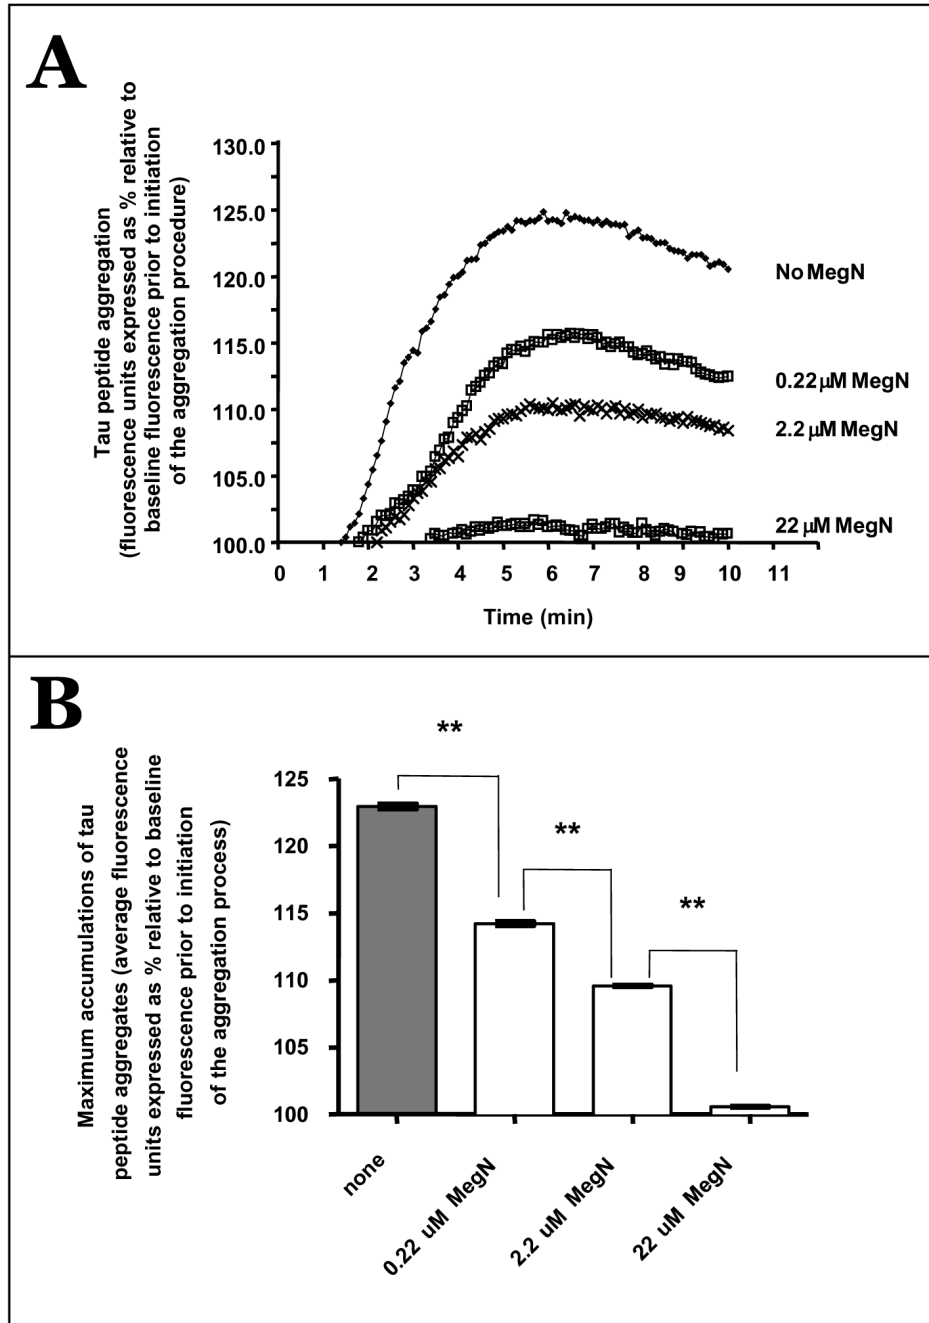 A
Tau peptide aggregation
(fluorescence units expressed as % relative to
baseline fluorescence prior to initiation
of the aggregation procedure)
130.0
125.0
120.0
115.0
110.0
105.0
100.0
No MegN
0.22 µM MegN
2.2 µM MegN
22 µM MegN
0 1 2 3 4 5 6 7 8 9 10 11
Time (min)
B
Maximum accumulations of tau
peptide aggregates (average fluorescence
units expressed as % relative to baseline
fluorescence prior to initiation
of the aggregation process)
125
120
115
110
105
100
**
**
**
none
0.22 uM MegN
2.2 uM MegN
22 uM MegN